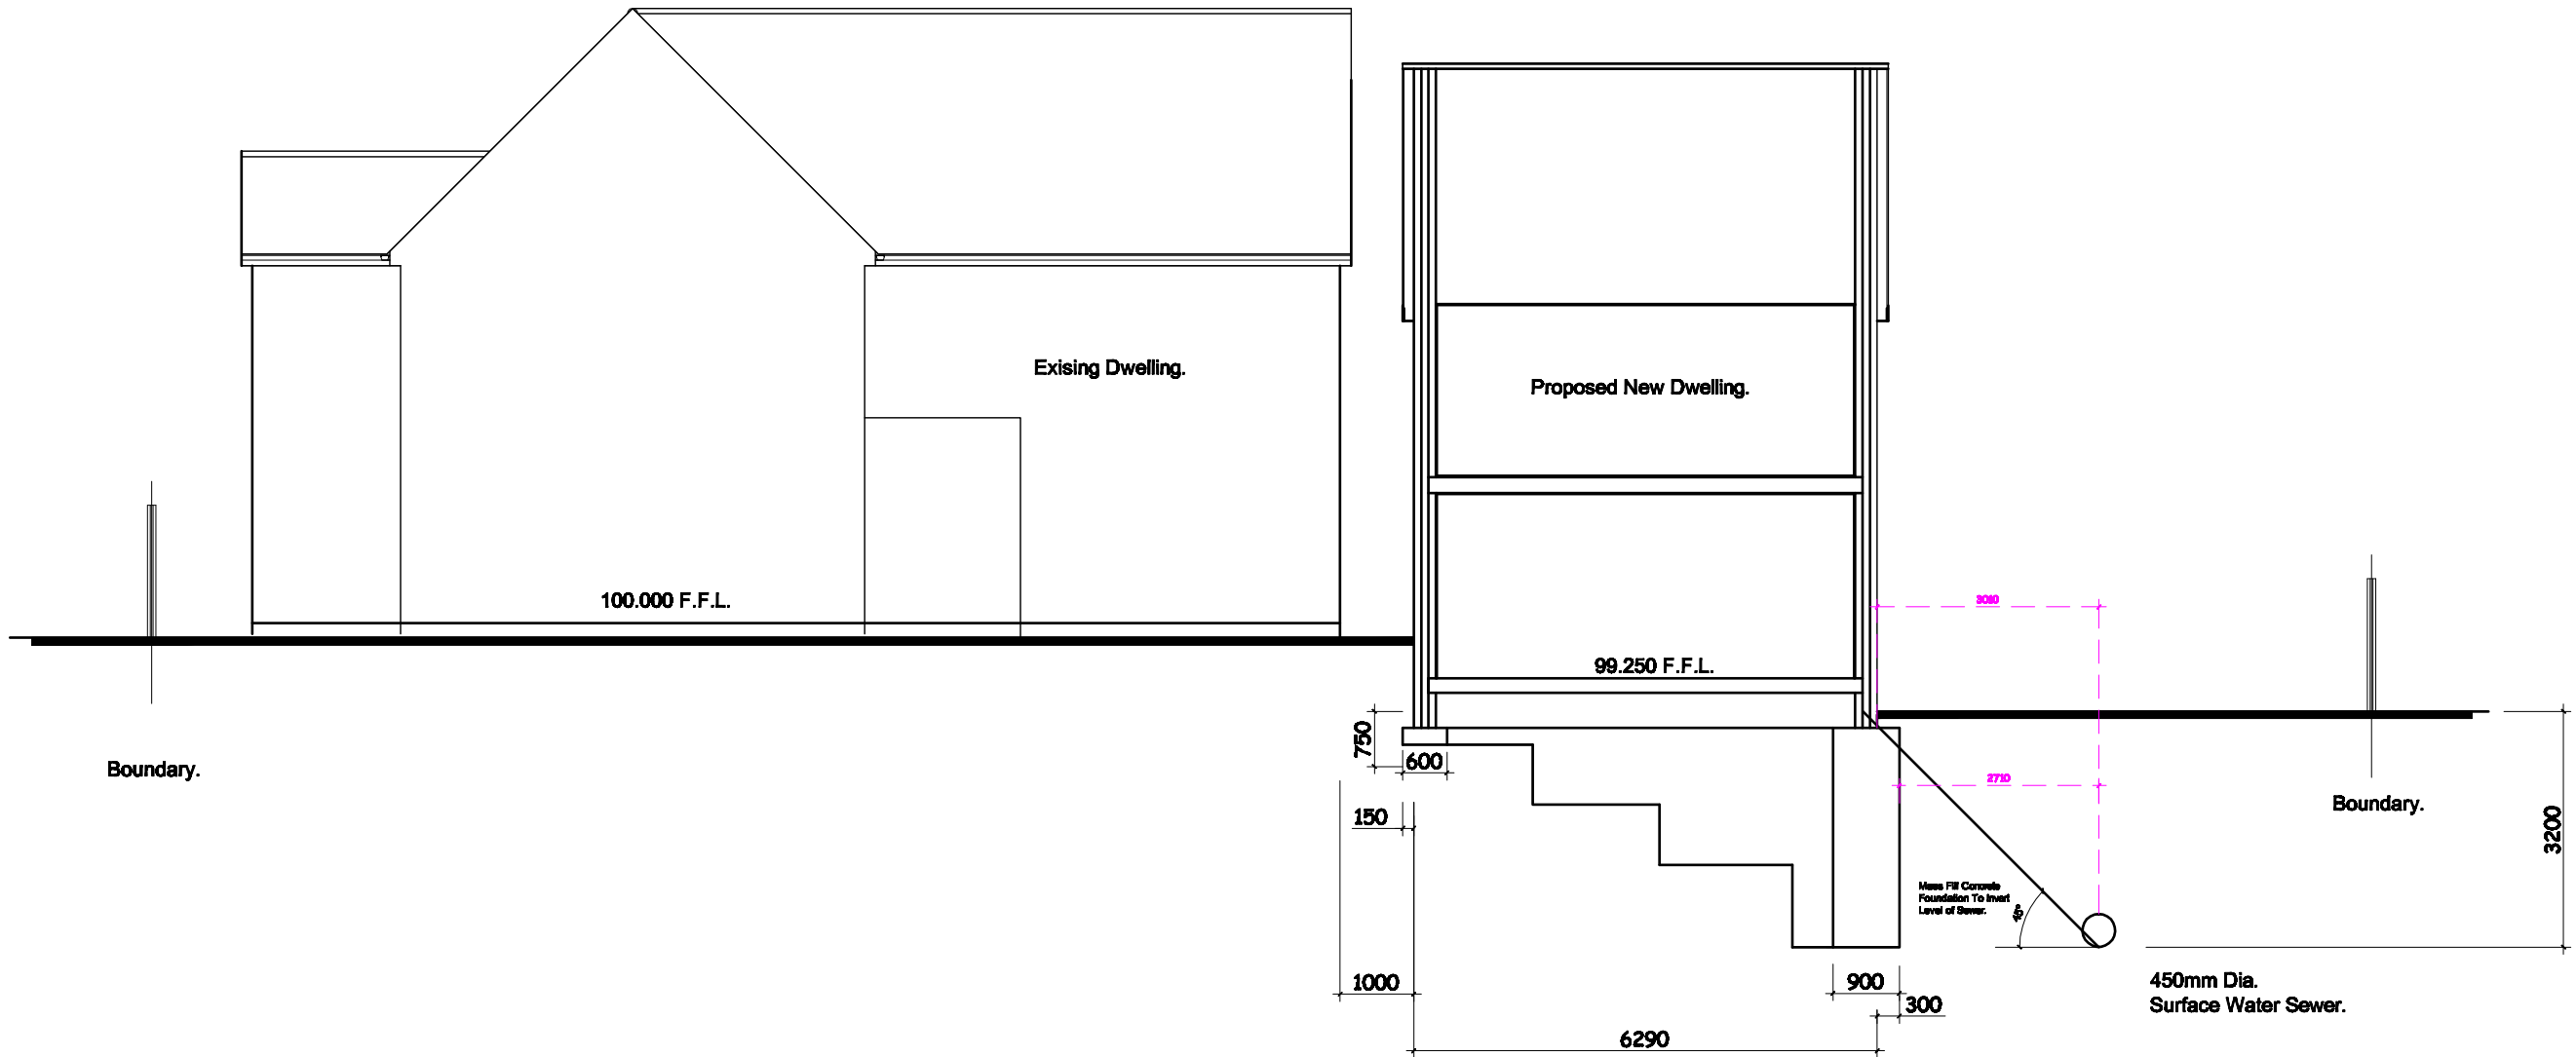 Exising Dwelling.
Proposed New Dwelling.
100.000 F.F.L.
99.250 F.F.L.
Boundary.
Boundary.
750
600
150
1000
900
300
6290
3200
2710
Mass Fill Concrete
Foundation To Invert
Level of Sewer.
45°
450mm Dia.
Surface Water Sewer.